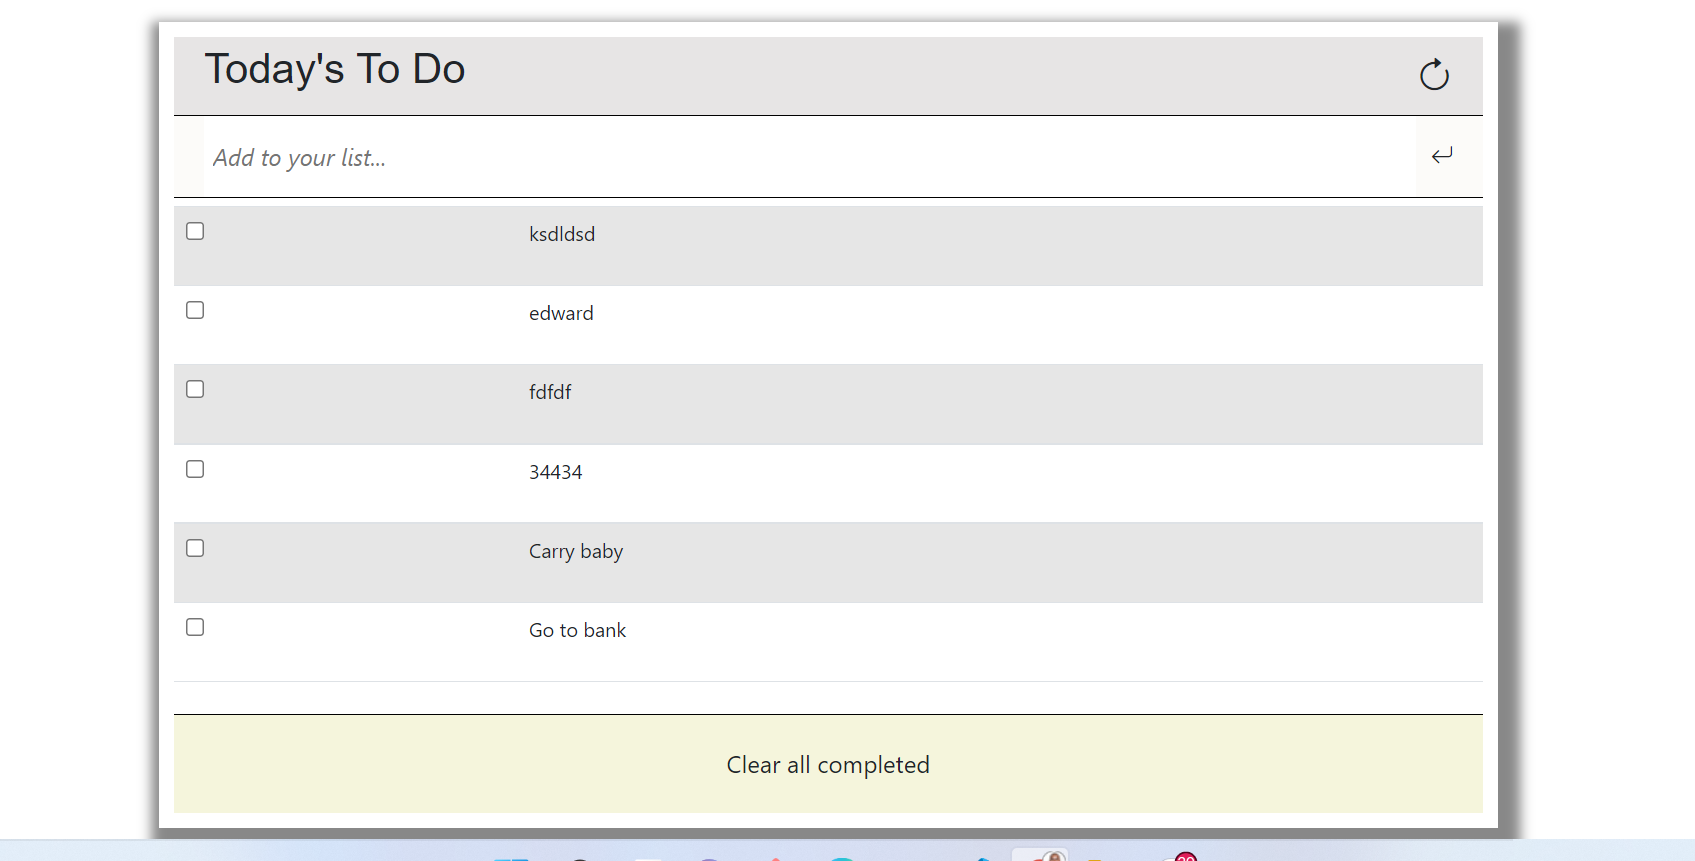 Today's To Do
Add to your list...
ksdldsd
edward
fdfdf
34434
Carry baby
Go to bank
Clear all completed